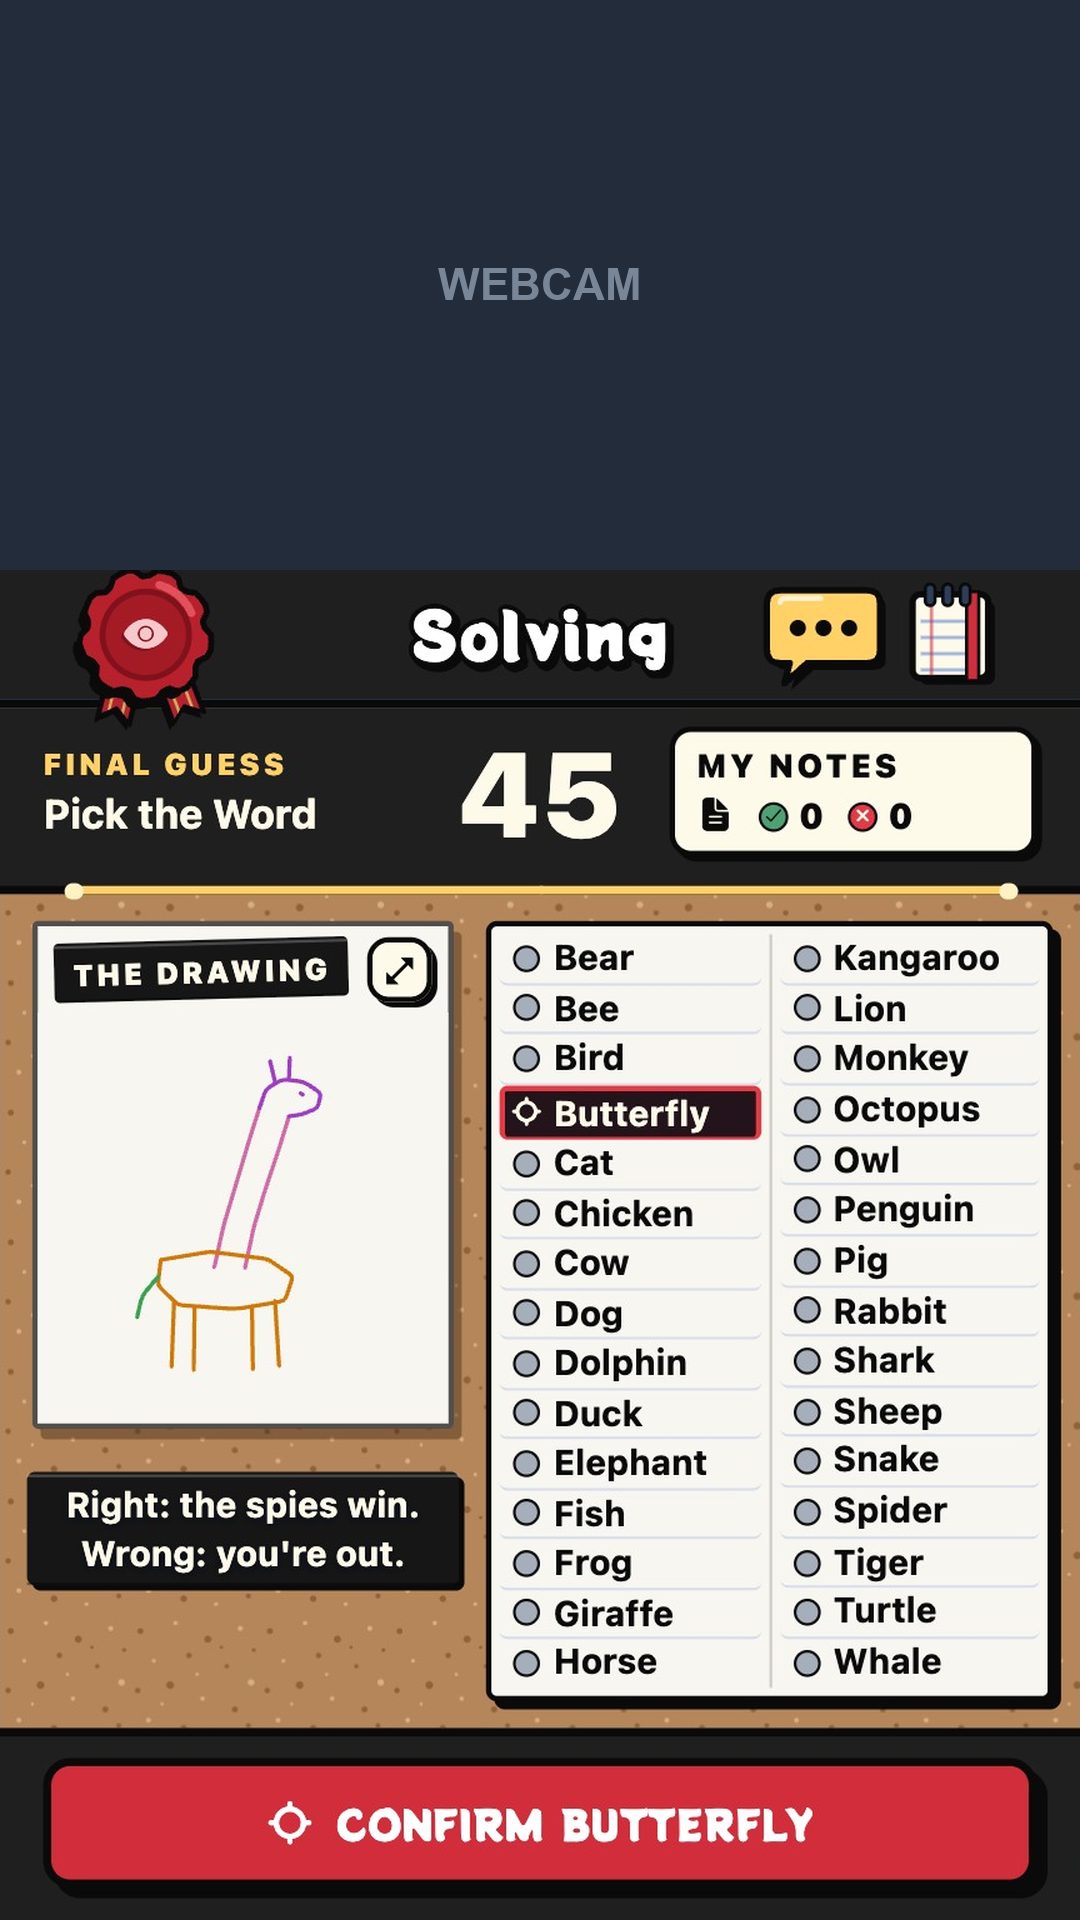 WEBCAM
Solving
FINAL GUESS
Pick the Word
45
MY NOTES
0 0
THE DRAWING
Right: the spies win.
Wrong: you're out.
Bear
Bee
Bird
Butterfly
Cat
Chicken
Cow
Dog
Dolphin
Duck
Elephant
Fish
Frog
Giraffe
Horse
Kangaroo
Lion
Monkey
Octopus
Owl
Penguin
Pig
Rabbit
Shark
Sheep
Snake
Spider
Tiger
Turtle
Whale
CONFIRM BUTTERFLY